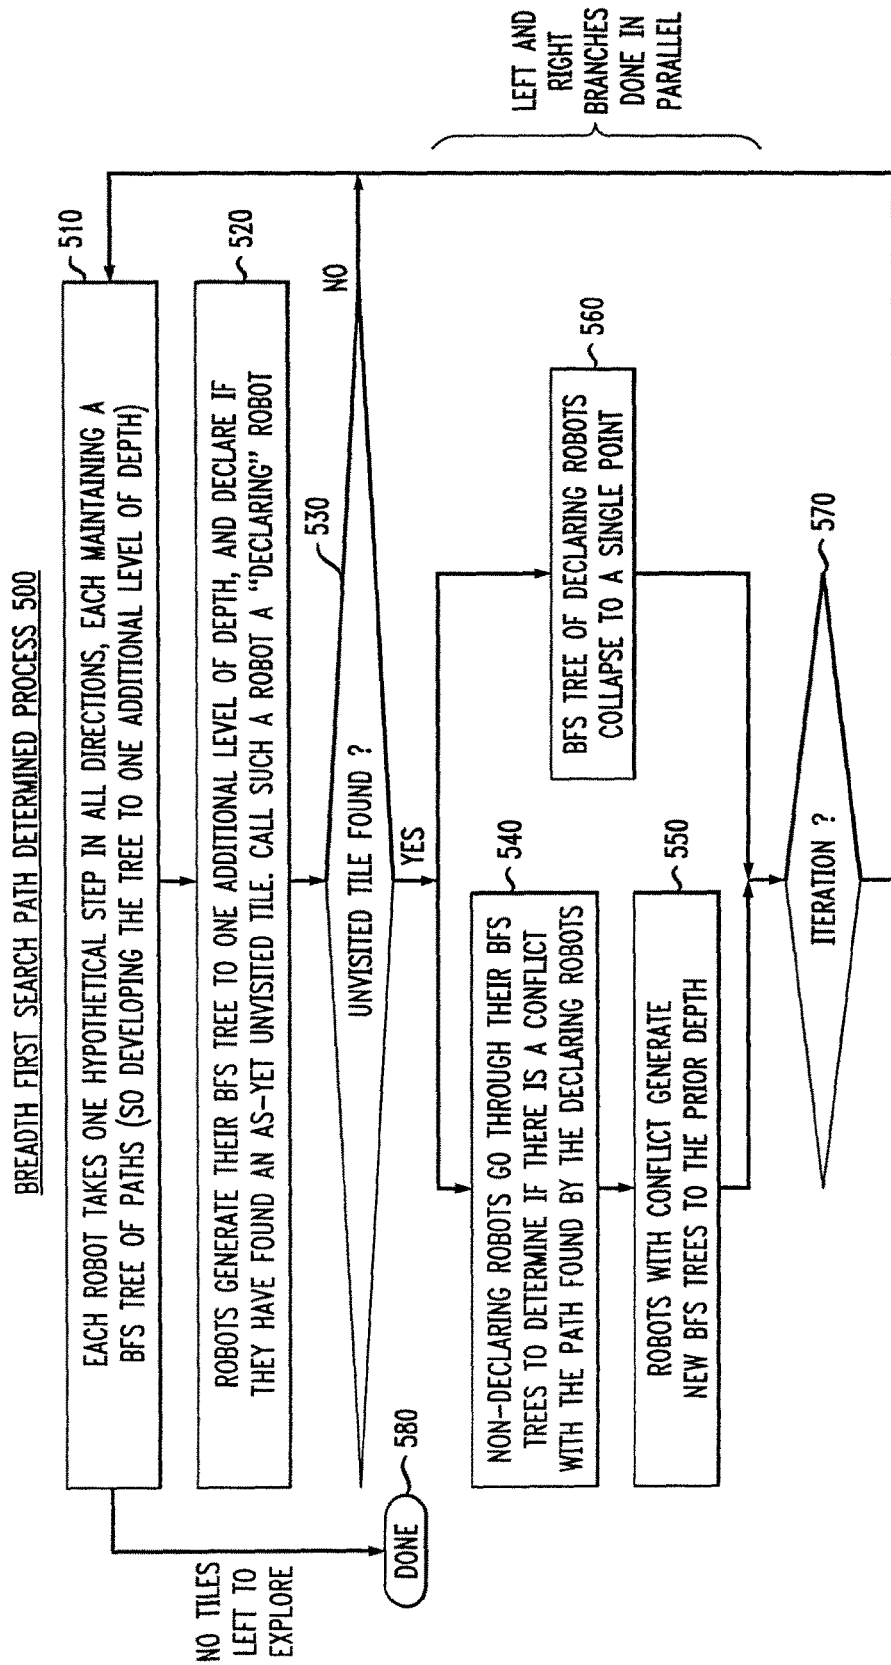 BREADTH FIRST SEARCH PATH DETERMINED PROCESS 500
510
EACH ROBOT TAKES ONE HYPOTHETICAL STEP IN ALL DIRECTIONS, EACH MAINTAINING A
BFS TREE OF PATHS (SO DEVELOPING THE TREE TO ONE ADDITIONAL LEVEL OF DEPTH)
NO TILES
LEFT TO
EXPLORE
520
ROBOTS GENERATE THEIR BFS TREE TO ONE ADDITIONAL LEVEL OF DEPTH, AND DECLARE IF
THEY HAVE FOUND AN AS-YET UNVISITED TILE. CALL SUCH A ROBOT A "DECLARING" ROBOT
530
UNVISITED TILE FOUND ?
NO
YES
DONE
580
540
NON-DECLARING ROBOTS GO THROUGH THEIR BFS
TREES TO DETERMINE IF THERE IS A CONFLICT
WITH THE PATH FOUND BY THE DECLARING ROBOTS
560
BFS TREE OF DECLARING ROBOTS
COLLAPSE TO A SINGLE POINT
LEFT AND
RIGHT
BRANCHES
DONE IN
PARALLEL
550
ROBOTS WITH CONFLICT GENERATE
NEW BFS TREES TO THE PRIOR DEPTH
570
ITERATION ?